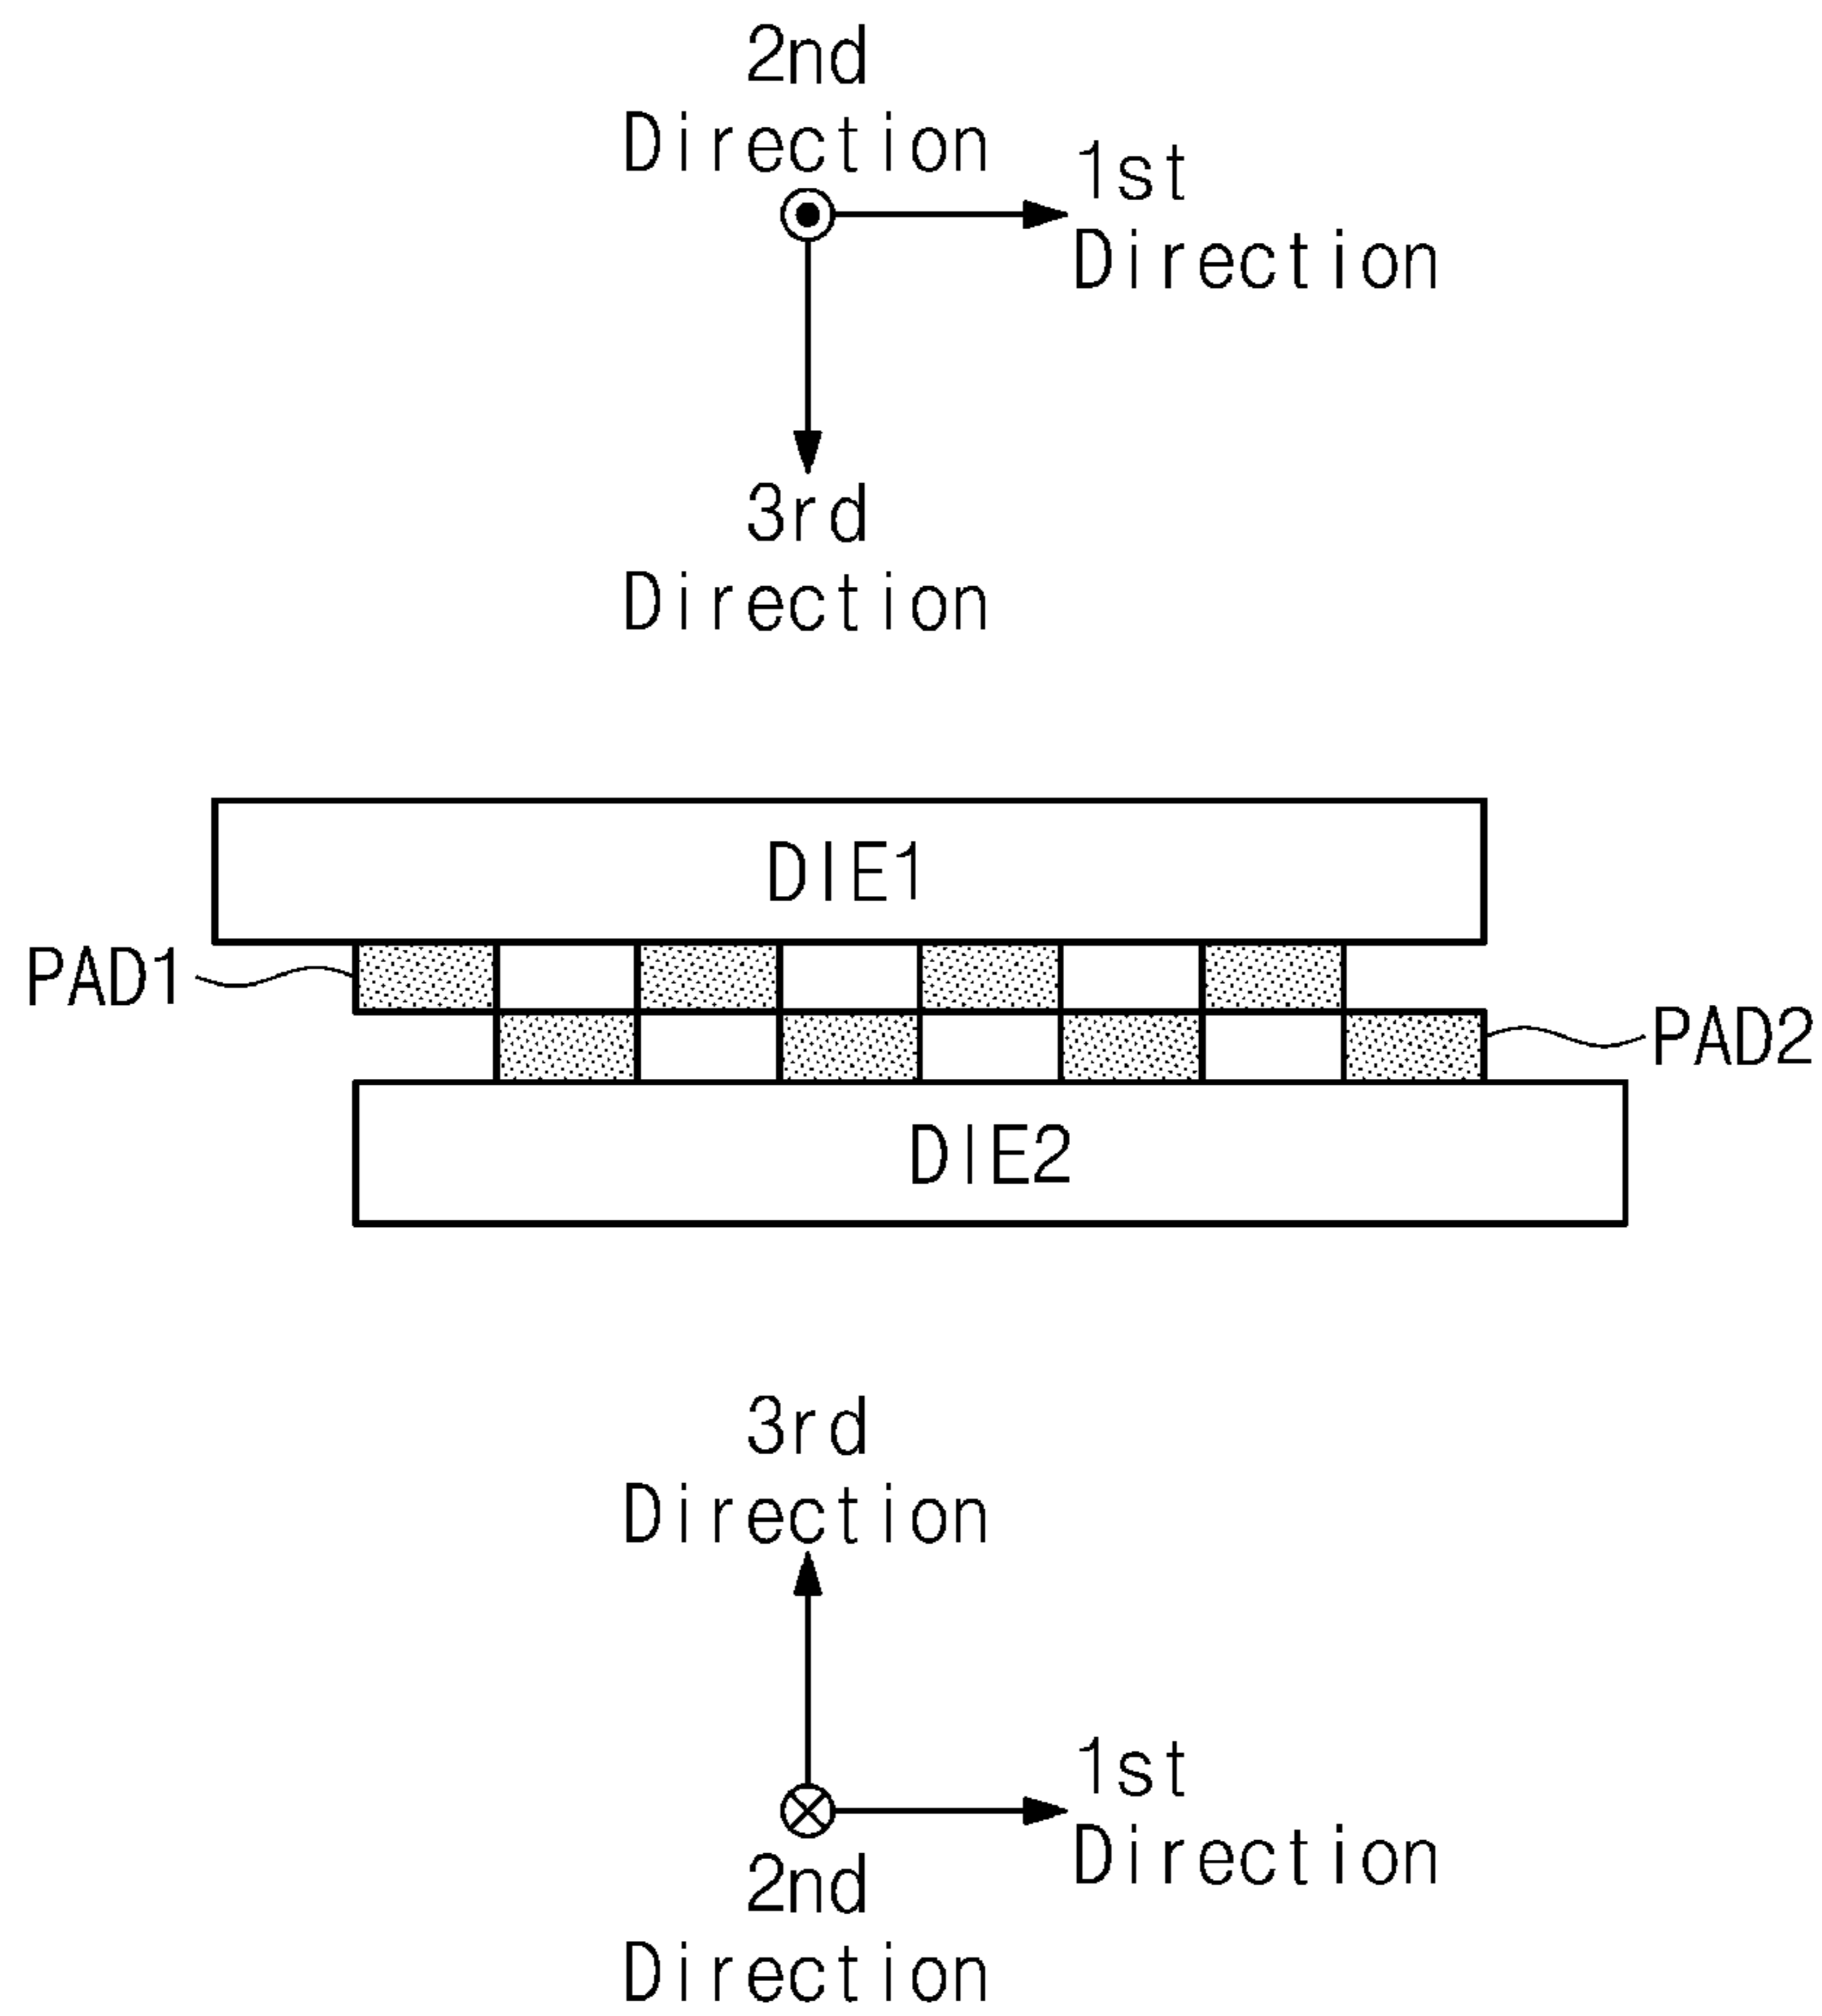 2nd
Direction
1st
Direction
3rd
Direction
DIE1
PAD1
PAD2
DIE2
3rd
Direction
1st
Direction
2nd
Direction